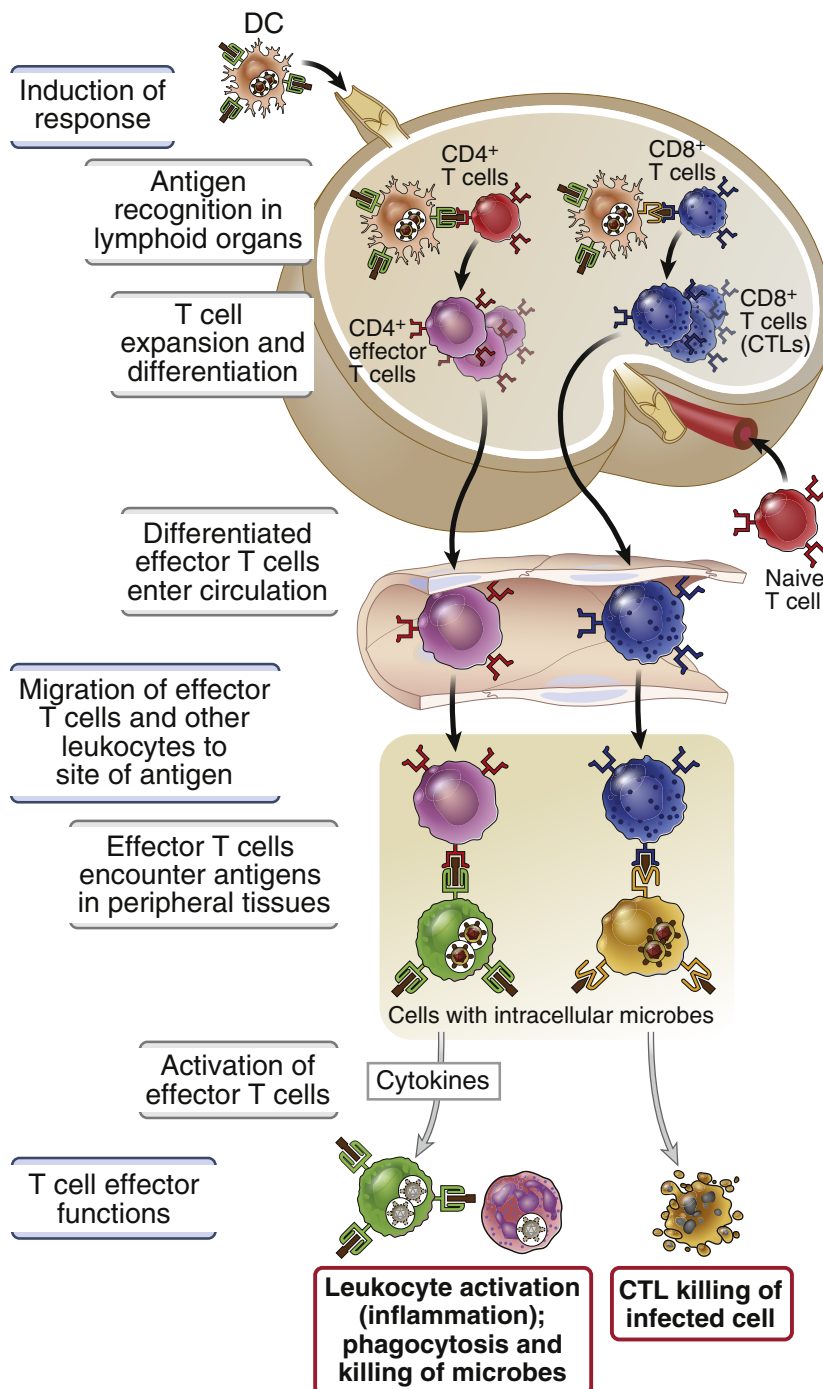 DC
Induction of
response
Antigen
recognition in
lymphoid organs
CD4+
T cells
CD8+
T cells
T cell
expansion and
differentiation
CD4+
effector
T cells
CD8+
T cells
(CTLs)
Differentiated
effector T cells
enter circulation
Naive
T cell
Migration of effector
T cells and other
leukocytes to
site of antigen
Effector T cells
encounter antigens
in peripheral tissues
Cells with intracellular microbes
Activation of
effector T cells
Cytokines
T cell effector
functions
Leukocyte activation
(inflammation);
phagocytosis and
killing of microbes
CTL killing of
infected cell